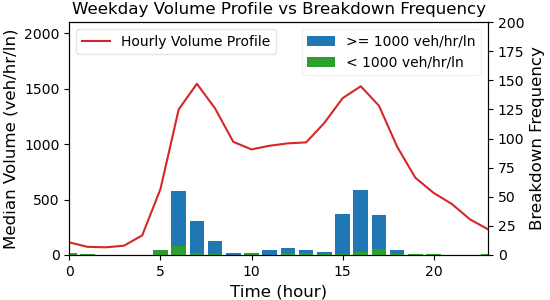 Weekday Volume Profile vs Breakdown Frequency
Median Volume (veh/hr/ln)
2000
1500
1000
500
0
Hourly Volume Profile
>= 1000 veh/hr/ln
< 1000 veh/hr/ln
200
175
150
125
100
75
50
25
0
Breakdown Frequency
0 5 10 15 20
Time (hour)